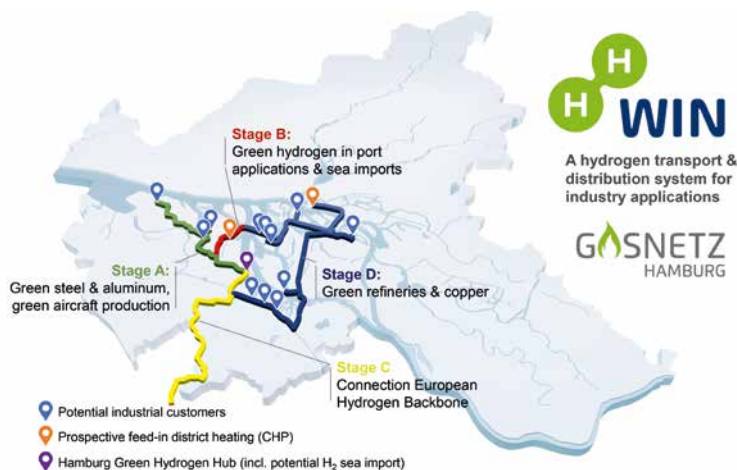 H
H
WIN
A hydrogen transport &
distribution system for
industry applications
GASNETZ
HAMBURG
Stage B:
Green hydrogen in port
applications & sea imports
Stage A:
Green steel & aluminum,
green aircraft production
Stage D:
Green refineries & copper
Stage C
Connection European
Hydrogen Backbone
Potential industrial customers
Prospective feed-in district heating (CHP)
Hamburg Green Hydrogen Hub (incl. potential H₂ sea import)